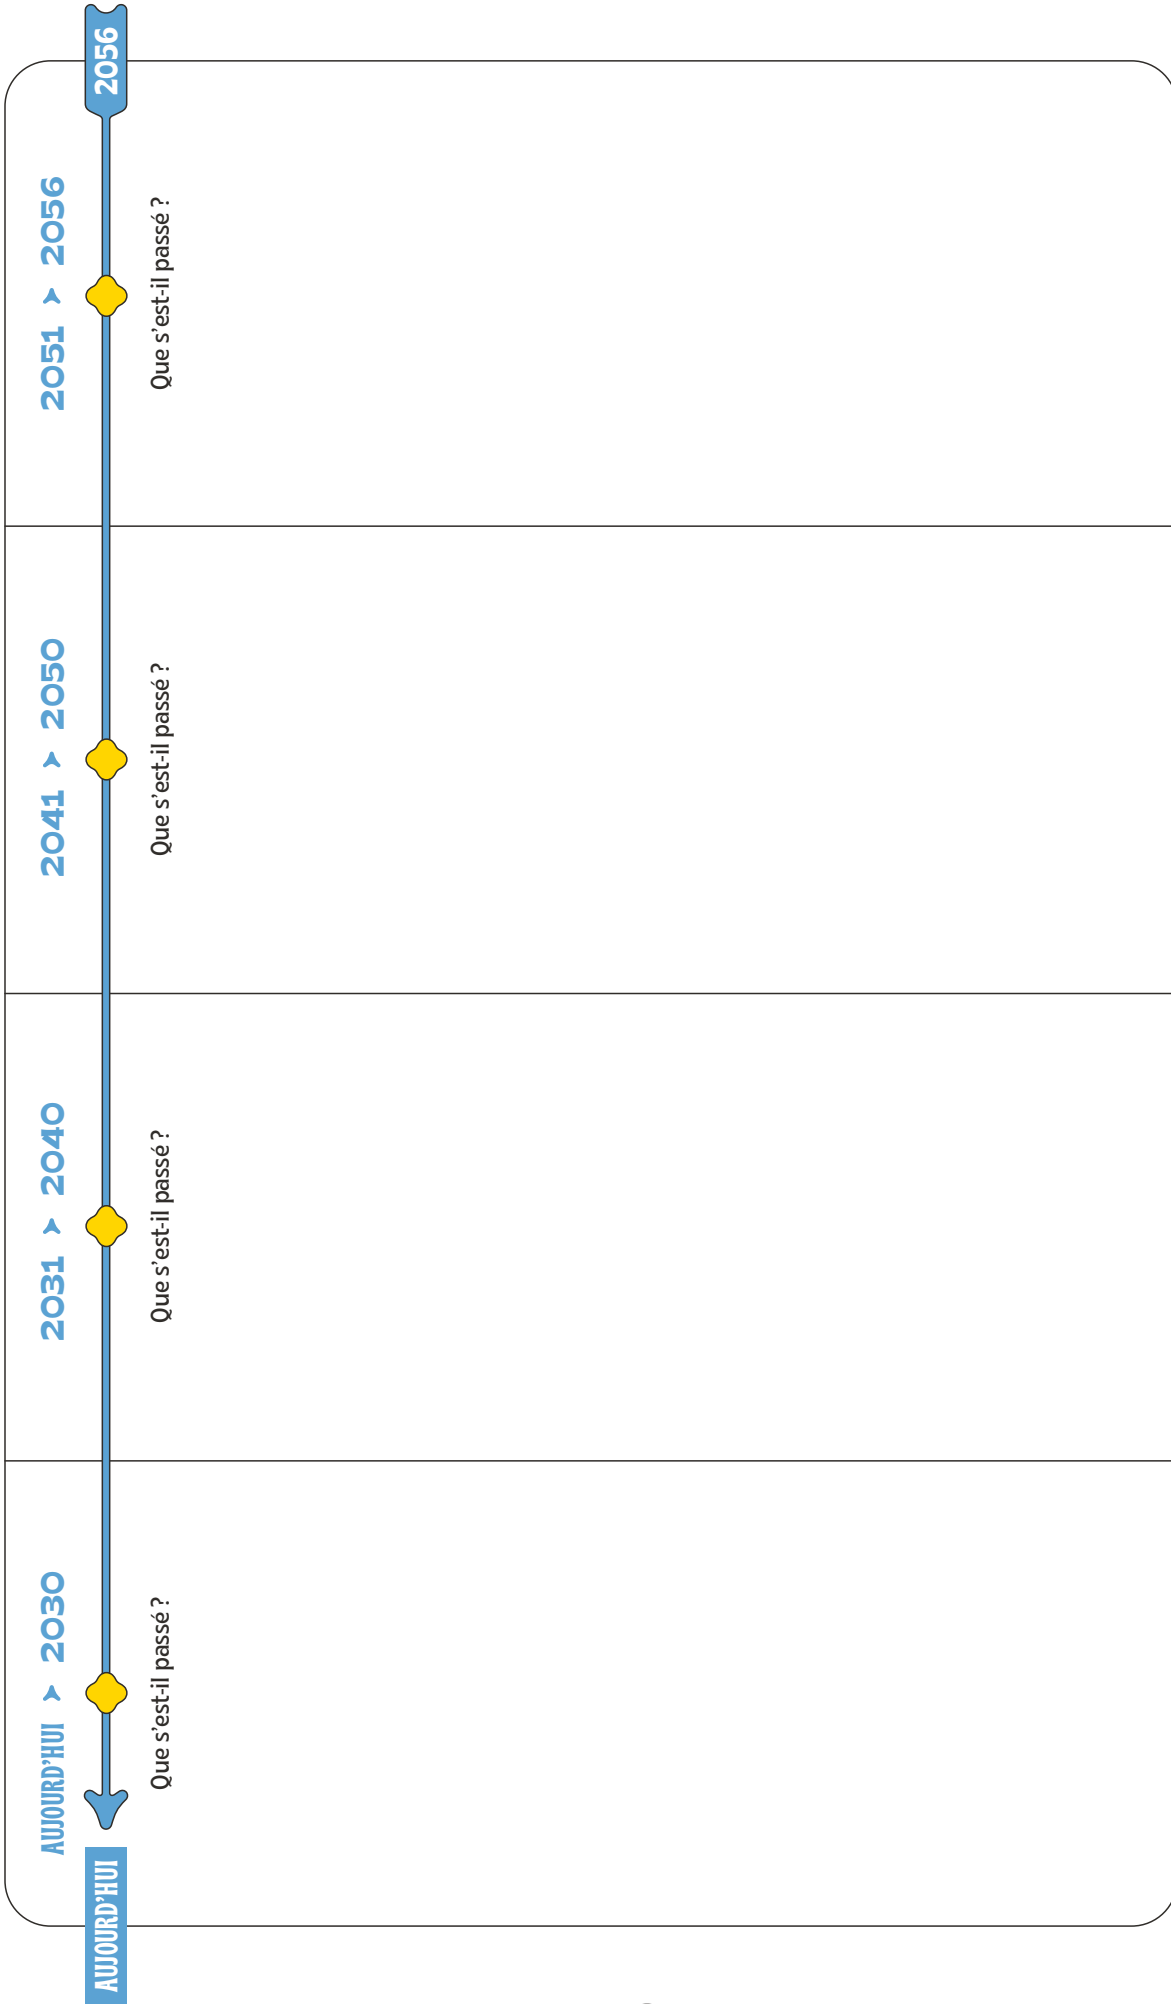 AUJOURD'HUI
AUJOURD'HUI ➤ 2030
Que s'est-il passé ?
2031 ➤ 2040
Que s'est-il passé ?
2041 ➤ 2050
Que s'est-il passé ?
2051 ➤ 2056
Que s'est-il passé ?
2056